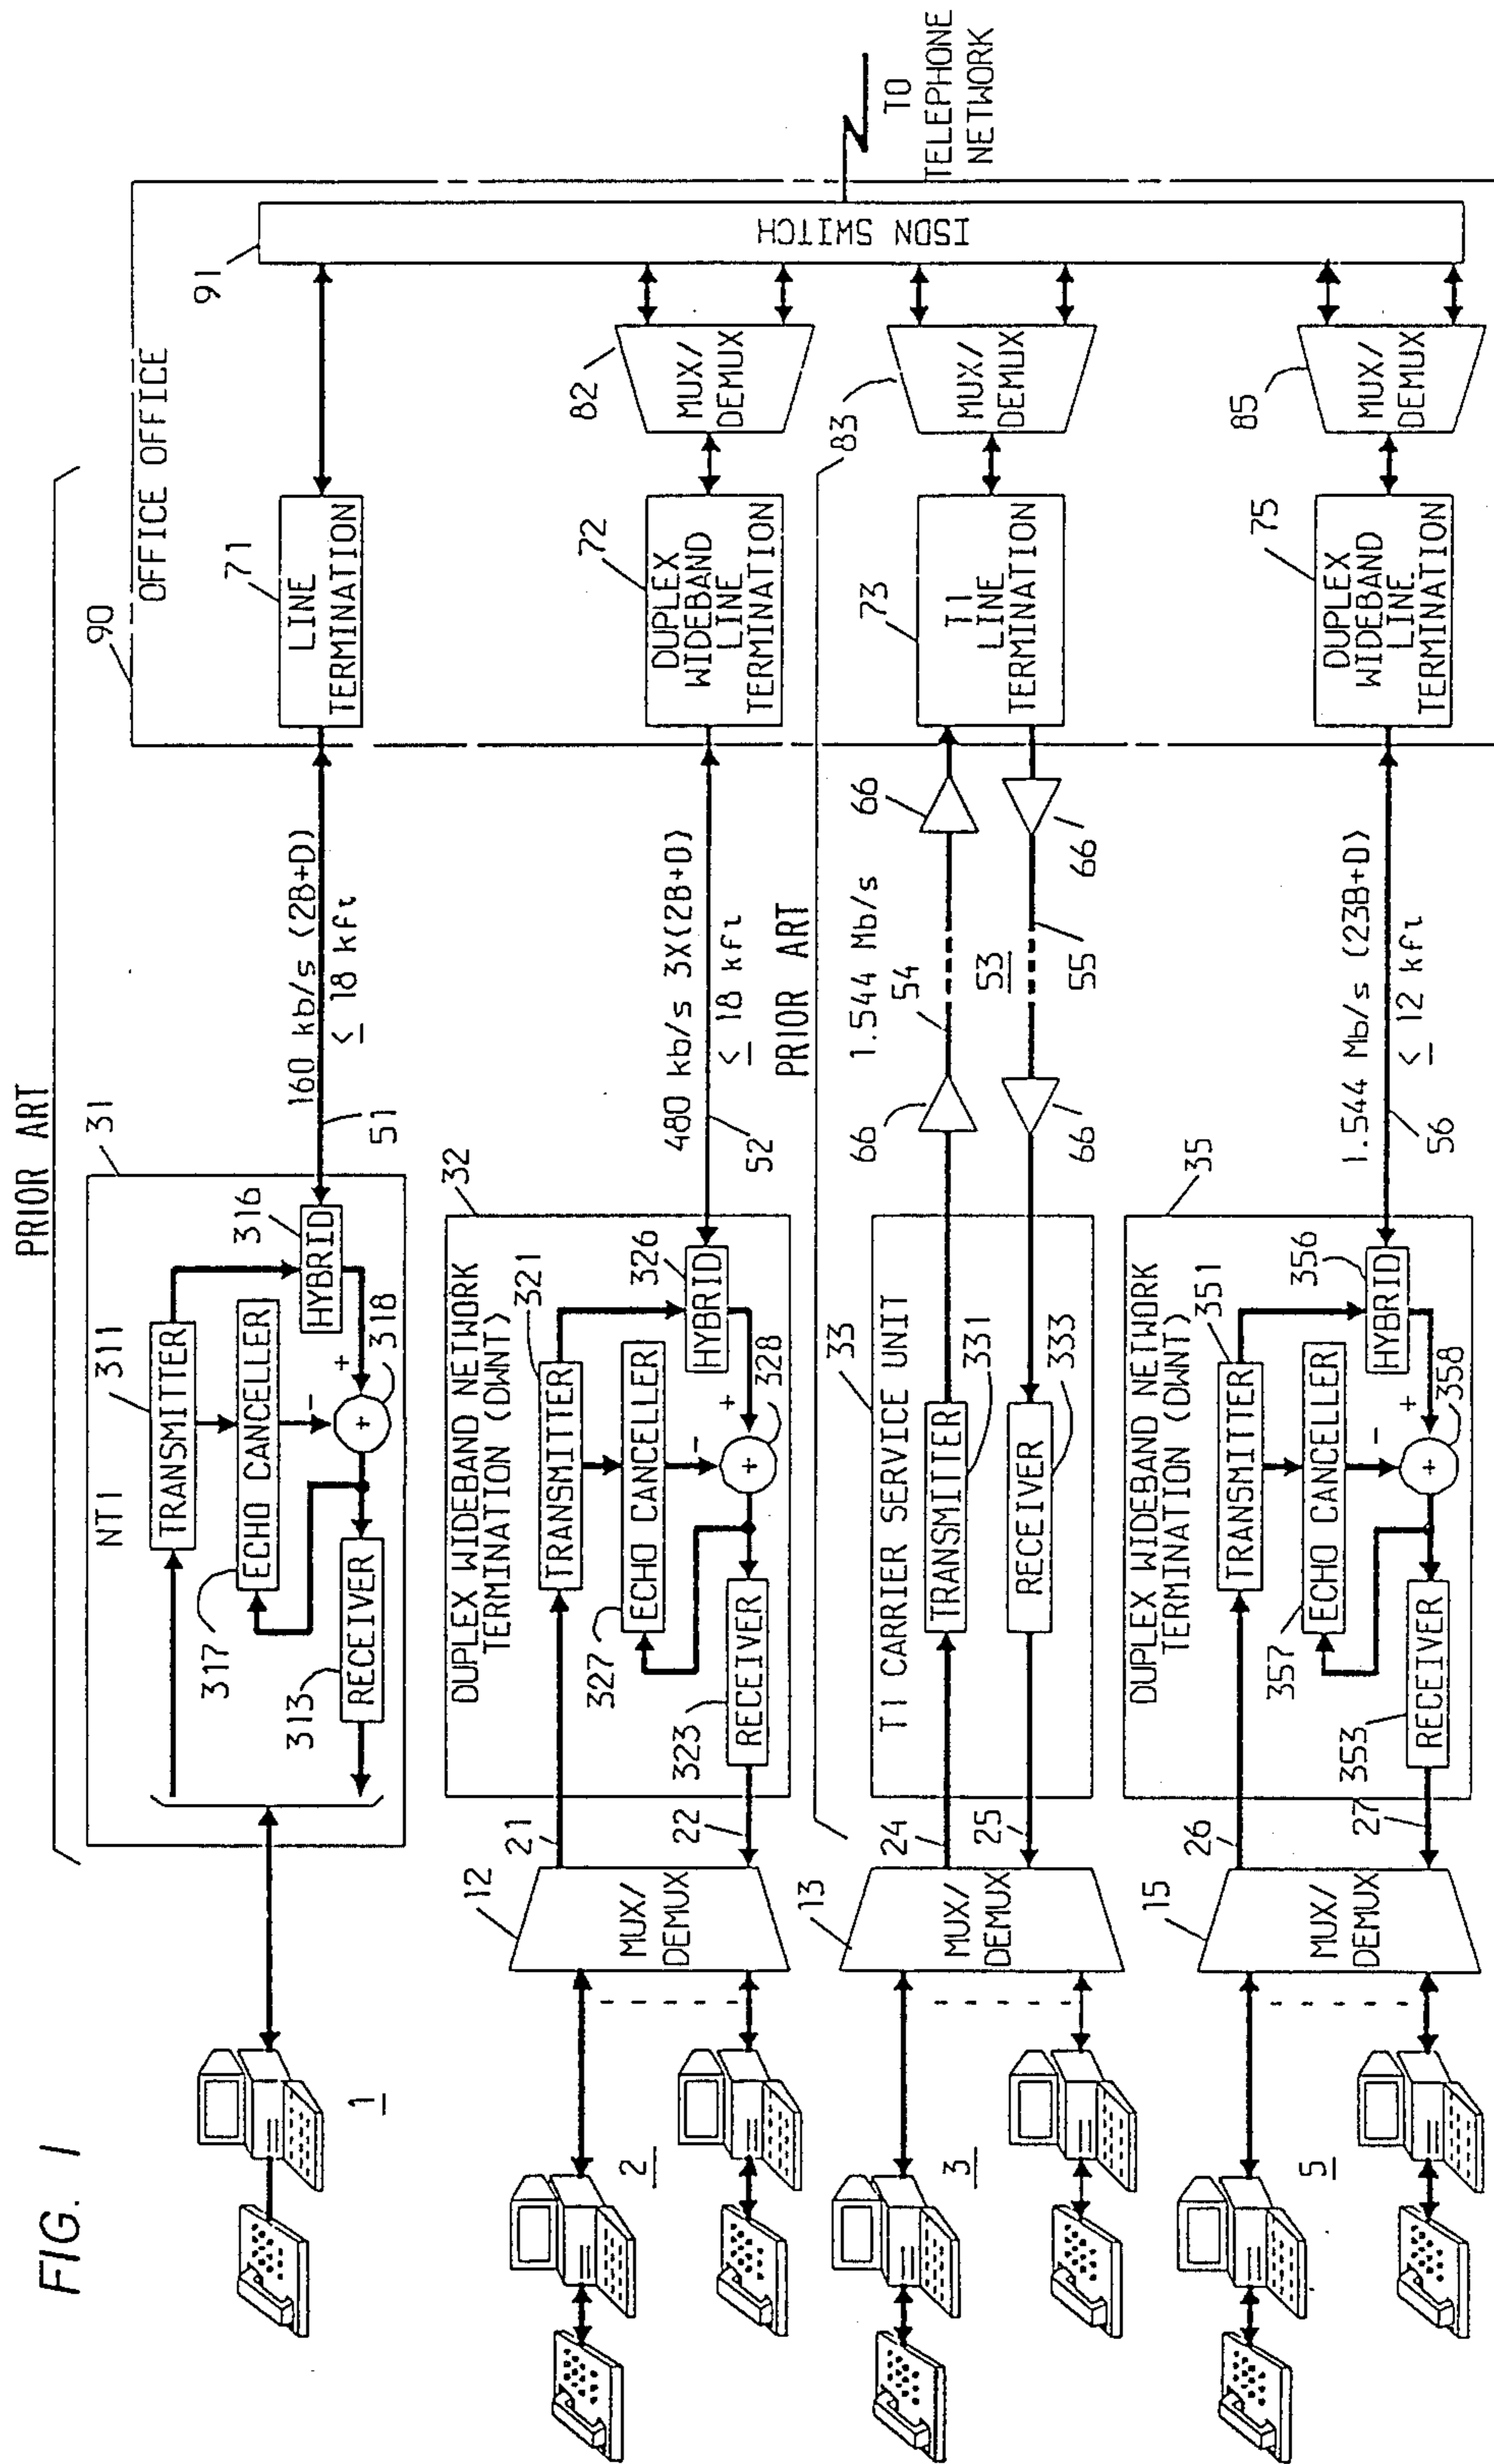 FIG. 1
PRIOR ART
90
OFFICE OFFICE
91
ISDN SWITCH
TO
TELEPHONE
NETWORK
1
NT1
31
311
TRANSMITTER
317
ECHO CANCELLER
316
HYBRID
+
-
+
318
313
RECEIVER
160 kb/s (2B+D)
≤ 18 kft
51
71
LINE
TERMINATION
2
12
MUX/
DEMUX
21
22
32
DUPLEX WIDEBAND NETWORK
TERMINATION (DWNT)
321
TRANSMITTER
327
ECHO CANCELLER
326
HYBRID
+
-
+
328
323
RECEIVER
480 kb/s 3X(2B+D)
≤ 18 kft
52
72
DUPLEX
WIDEBAND
LINE
TERMINATION
82
MUX/
DEMUX
PRIOR ART
3
13
MUX/
DEMUX
24
25
33
T1 CARRIER SERVICE UNIT
TRANSMITTER
331
RECEIVER
333
66
1.544 Mb/s
54
66
53
66
55
66
73
T1
LINE
TERMINATION
83
MUX/
DEMUX
5
15
MUX/
DEMUX
26
27
35
DUPLEX WIDEBAND NETWORK
TERMINATION (DWNT)
351
TRANSMITTER
357
ECHO CANCELLER
356
HYBRID
+
-
+
358
353
RECEIVER
1.544 Mb/s (23B+D)
≤ 12 kft
56
75
DUPLEX
WIDEBAND
LINE
TERMINATION
85
MUX/
DEMUX